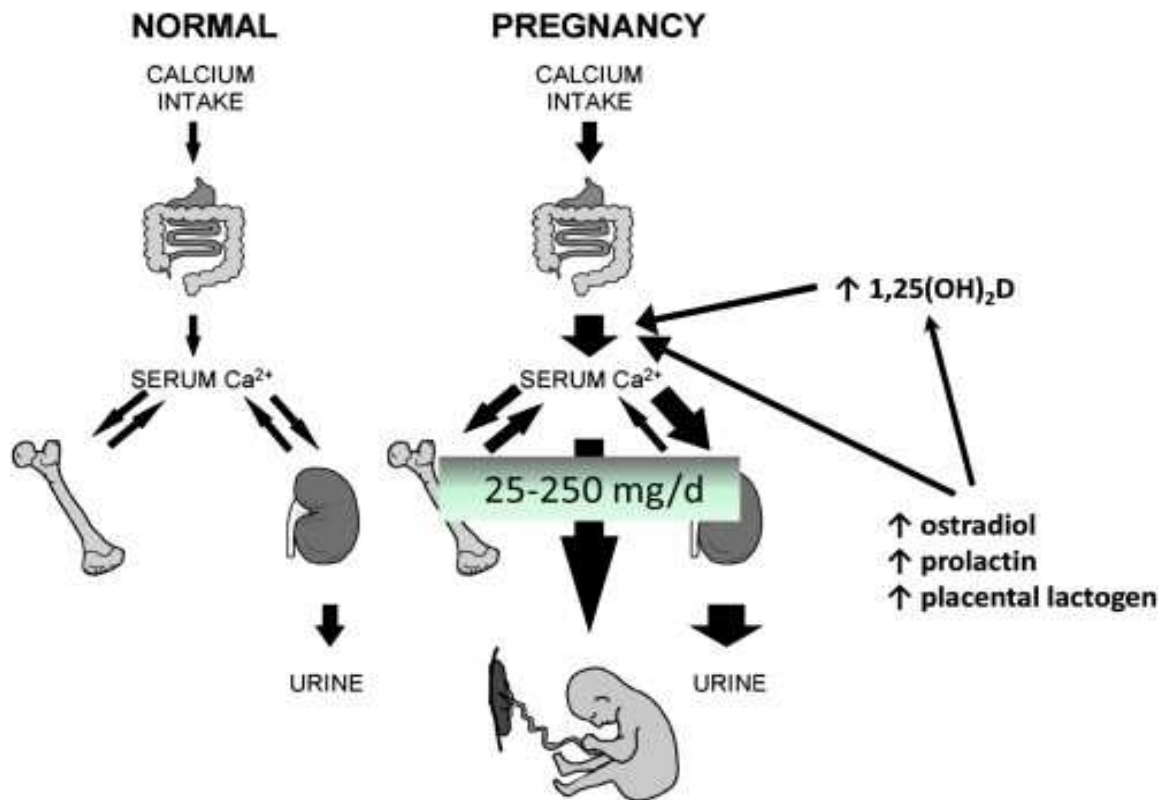 NORMAL
CALCIUM
INTAKE
SERUM Ca²⁺
URINE
PREGNANCY
CALCIUM
INTAKE
SERUM Ca²⁺
25-250 mg/d
URINE
↑ 1,25(OH)₂D
↑ ostradiol
↑ prolactin
↑ placental lactogen